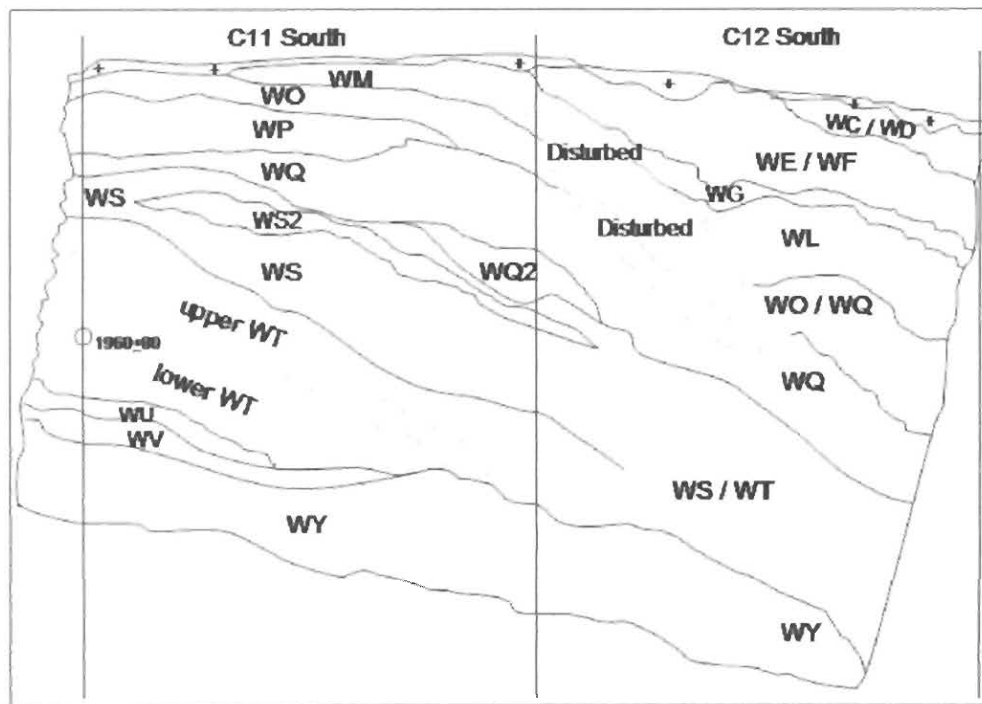 C11 South
C12 South
WM
WO
WC / WD
WP
Disturbed
WE / WF
WQ
WS
WG
WS2
Disturbed
WL
WS
WQ2
WO / WQ
upper WT
1960±00
WQ
lower WT
WU
WV
WS / WT
WY
WY